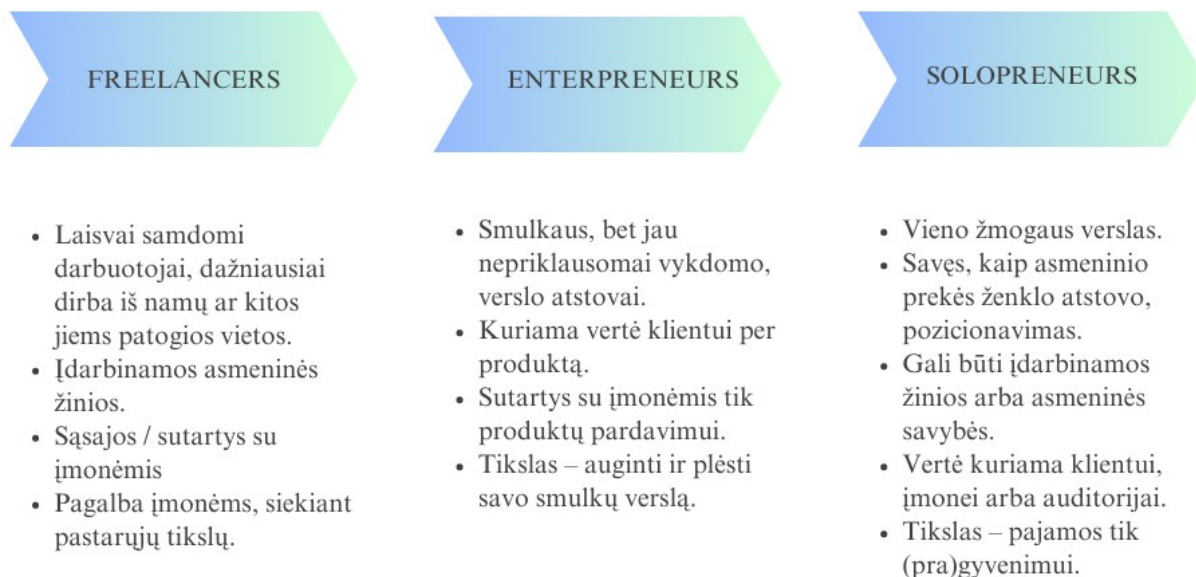 FREELANCERS
• Laisvai samdomi
darbuotojai, dažniausiai
dirba iš namų ar kitos
jiems patogios vietos.
• Įdarbinamos asmeninės
žinios.
• Sąsajos / sutartys su
įmonėmis
• Pagalba įmonėms, siekiant
pastarųjų tikslų.
ENTERPRENEURS
• Smulkaus, bet jau
nepriklausomai vykdomo,
verslo atstovai.
• Kuriama vertė klientui per
produktą.
• Sutartys su įmonėmis tik
produktų pardavimui.
• Tikslas – auginti ir plėsti
savo smulkų verslą.
SOLOPRENEURS
• Vieno žmogaus verslas.
• Savęs, kaip asmeninio
prekės ženklo atstovo,
pozicionavimas.
• Gali būti įdarbinamos
žinios arba asmeninės
savybės.
• Vertė kuriama klientui,
įmonei arba auditorijai.
• Tikslas – pajamos tik
(pra)gyvenimui.